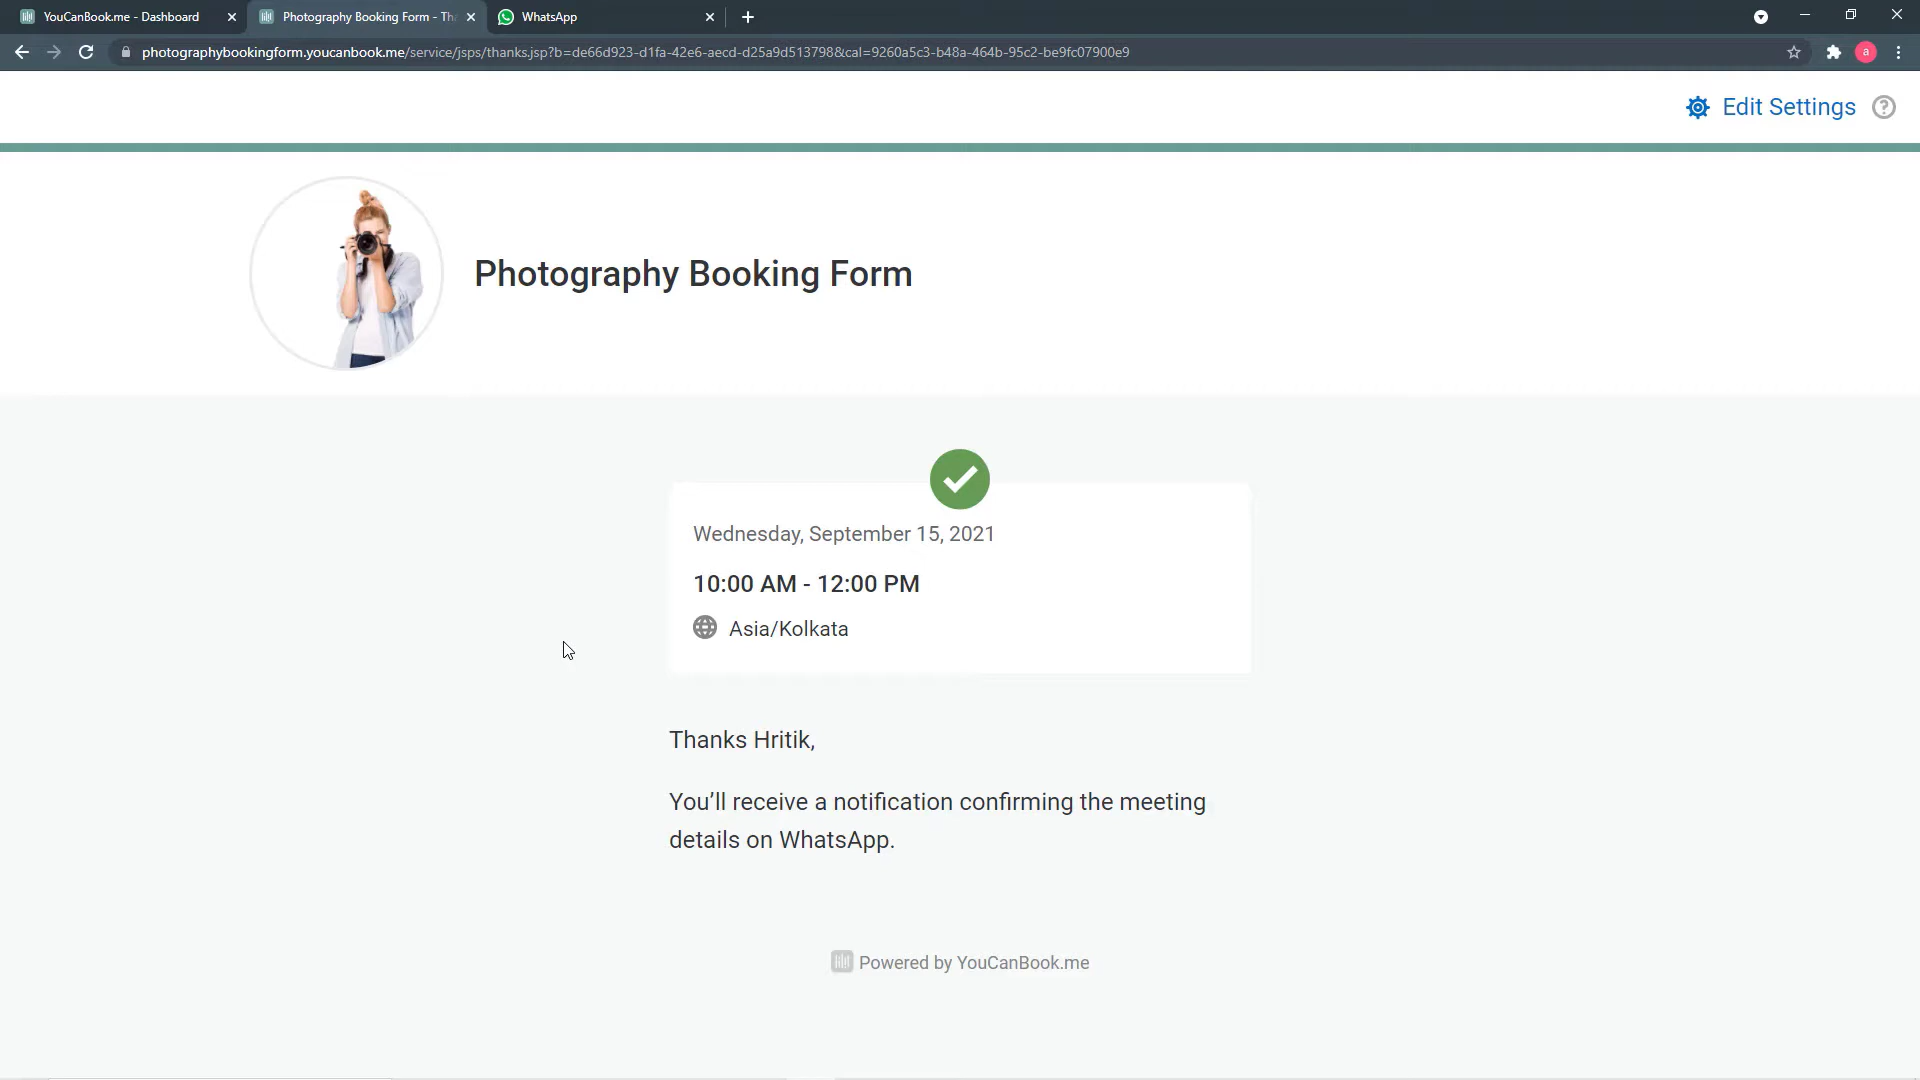 YouCanBook.me - Dashboard
Photography Booking Form - Tha
WhatsApp
photographybookingform.youcanbook.me/service/jsps/thanks.jsp?b=de66d923-d1fa-42e6-aecd-d25a9d513798&cal=9260a5c3-b48a-464b-95c2-be9fc07900e9
a
Edit Settings
?
Photography Booking Form
Wednesday, September 15, 2021
10:00 AM - 12:00 PM
Asia/Kolkata
Thanks Hritik,
You’ll receive a notification confirming the meeting
details on WhatsApp.
Powered by YouCanBook.me